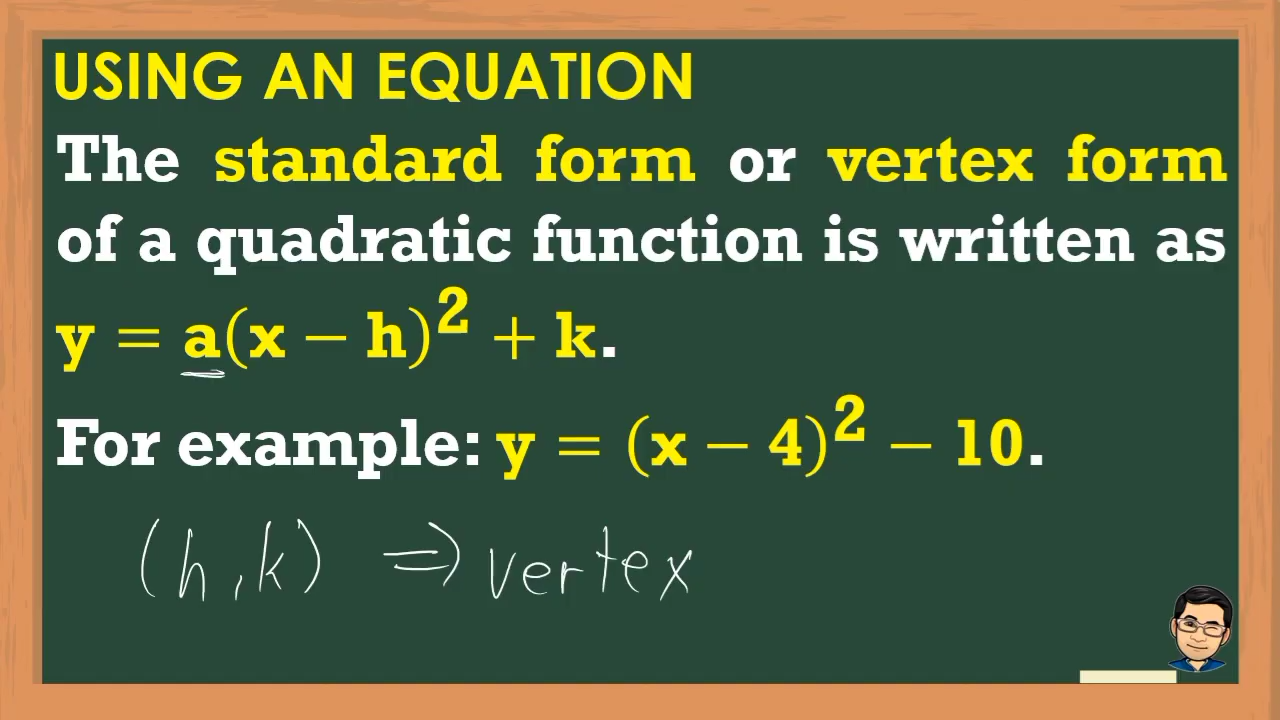 USING AN EQUATION
The standard form or vertex form
of a quadratic function is written as
y = a(x − h)² + k.
For example: y = (x − 4)² − 10.
(h, k) ⇒ vertex